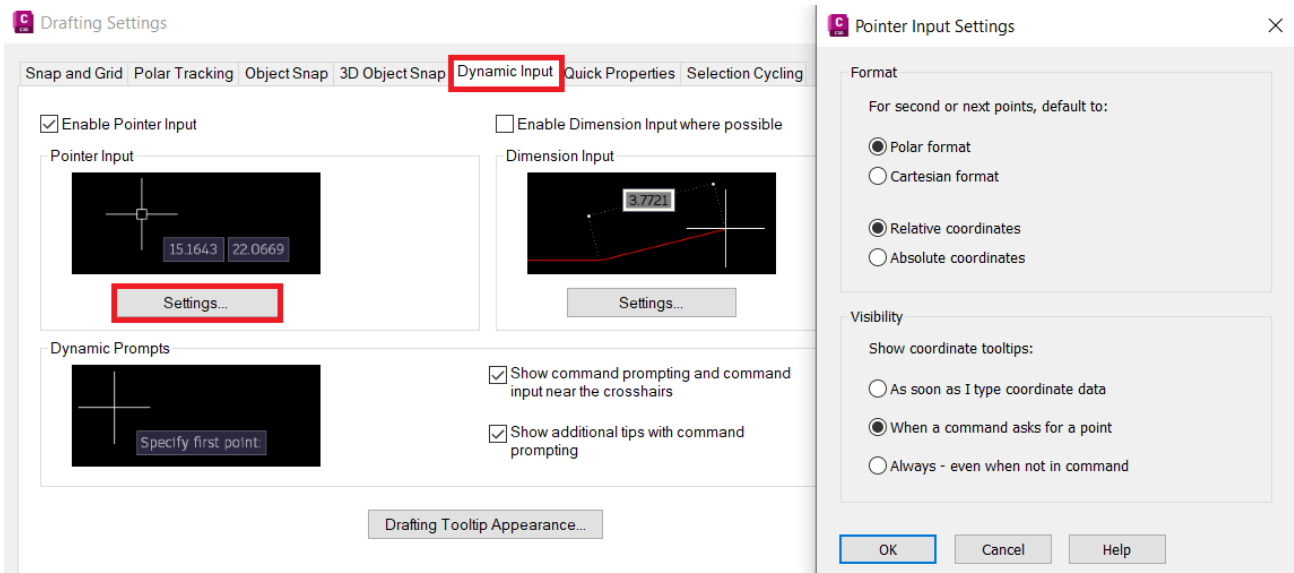 Drafting Settings
Snap and Grid Polar Tracking Object Snap 3D Object Snap Dynamic Input Quick Properties Selection Cycling
Enable Pointer Input
Enable Dimension Input where possible
Pointer Input
15.1643 22.0669
Settings...
Dimension Input
3.7721
Settings...
Dynamic Prompts
Specify first point:
Show command prompting and command
input near the crosshairs
Show additional tips with command
prompting
Drafting Tooltip Appearance...
Pointer Input Settings
Format
For second or next points, default to:
Polar format
Cartesian format
Relative coordinates
Absolute coordinates
Visibility
Show coordinate tooltips:
As soon as I type coordinate data
When a command asks for a point
Always - even when not in command
OK Cancel Help